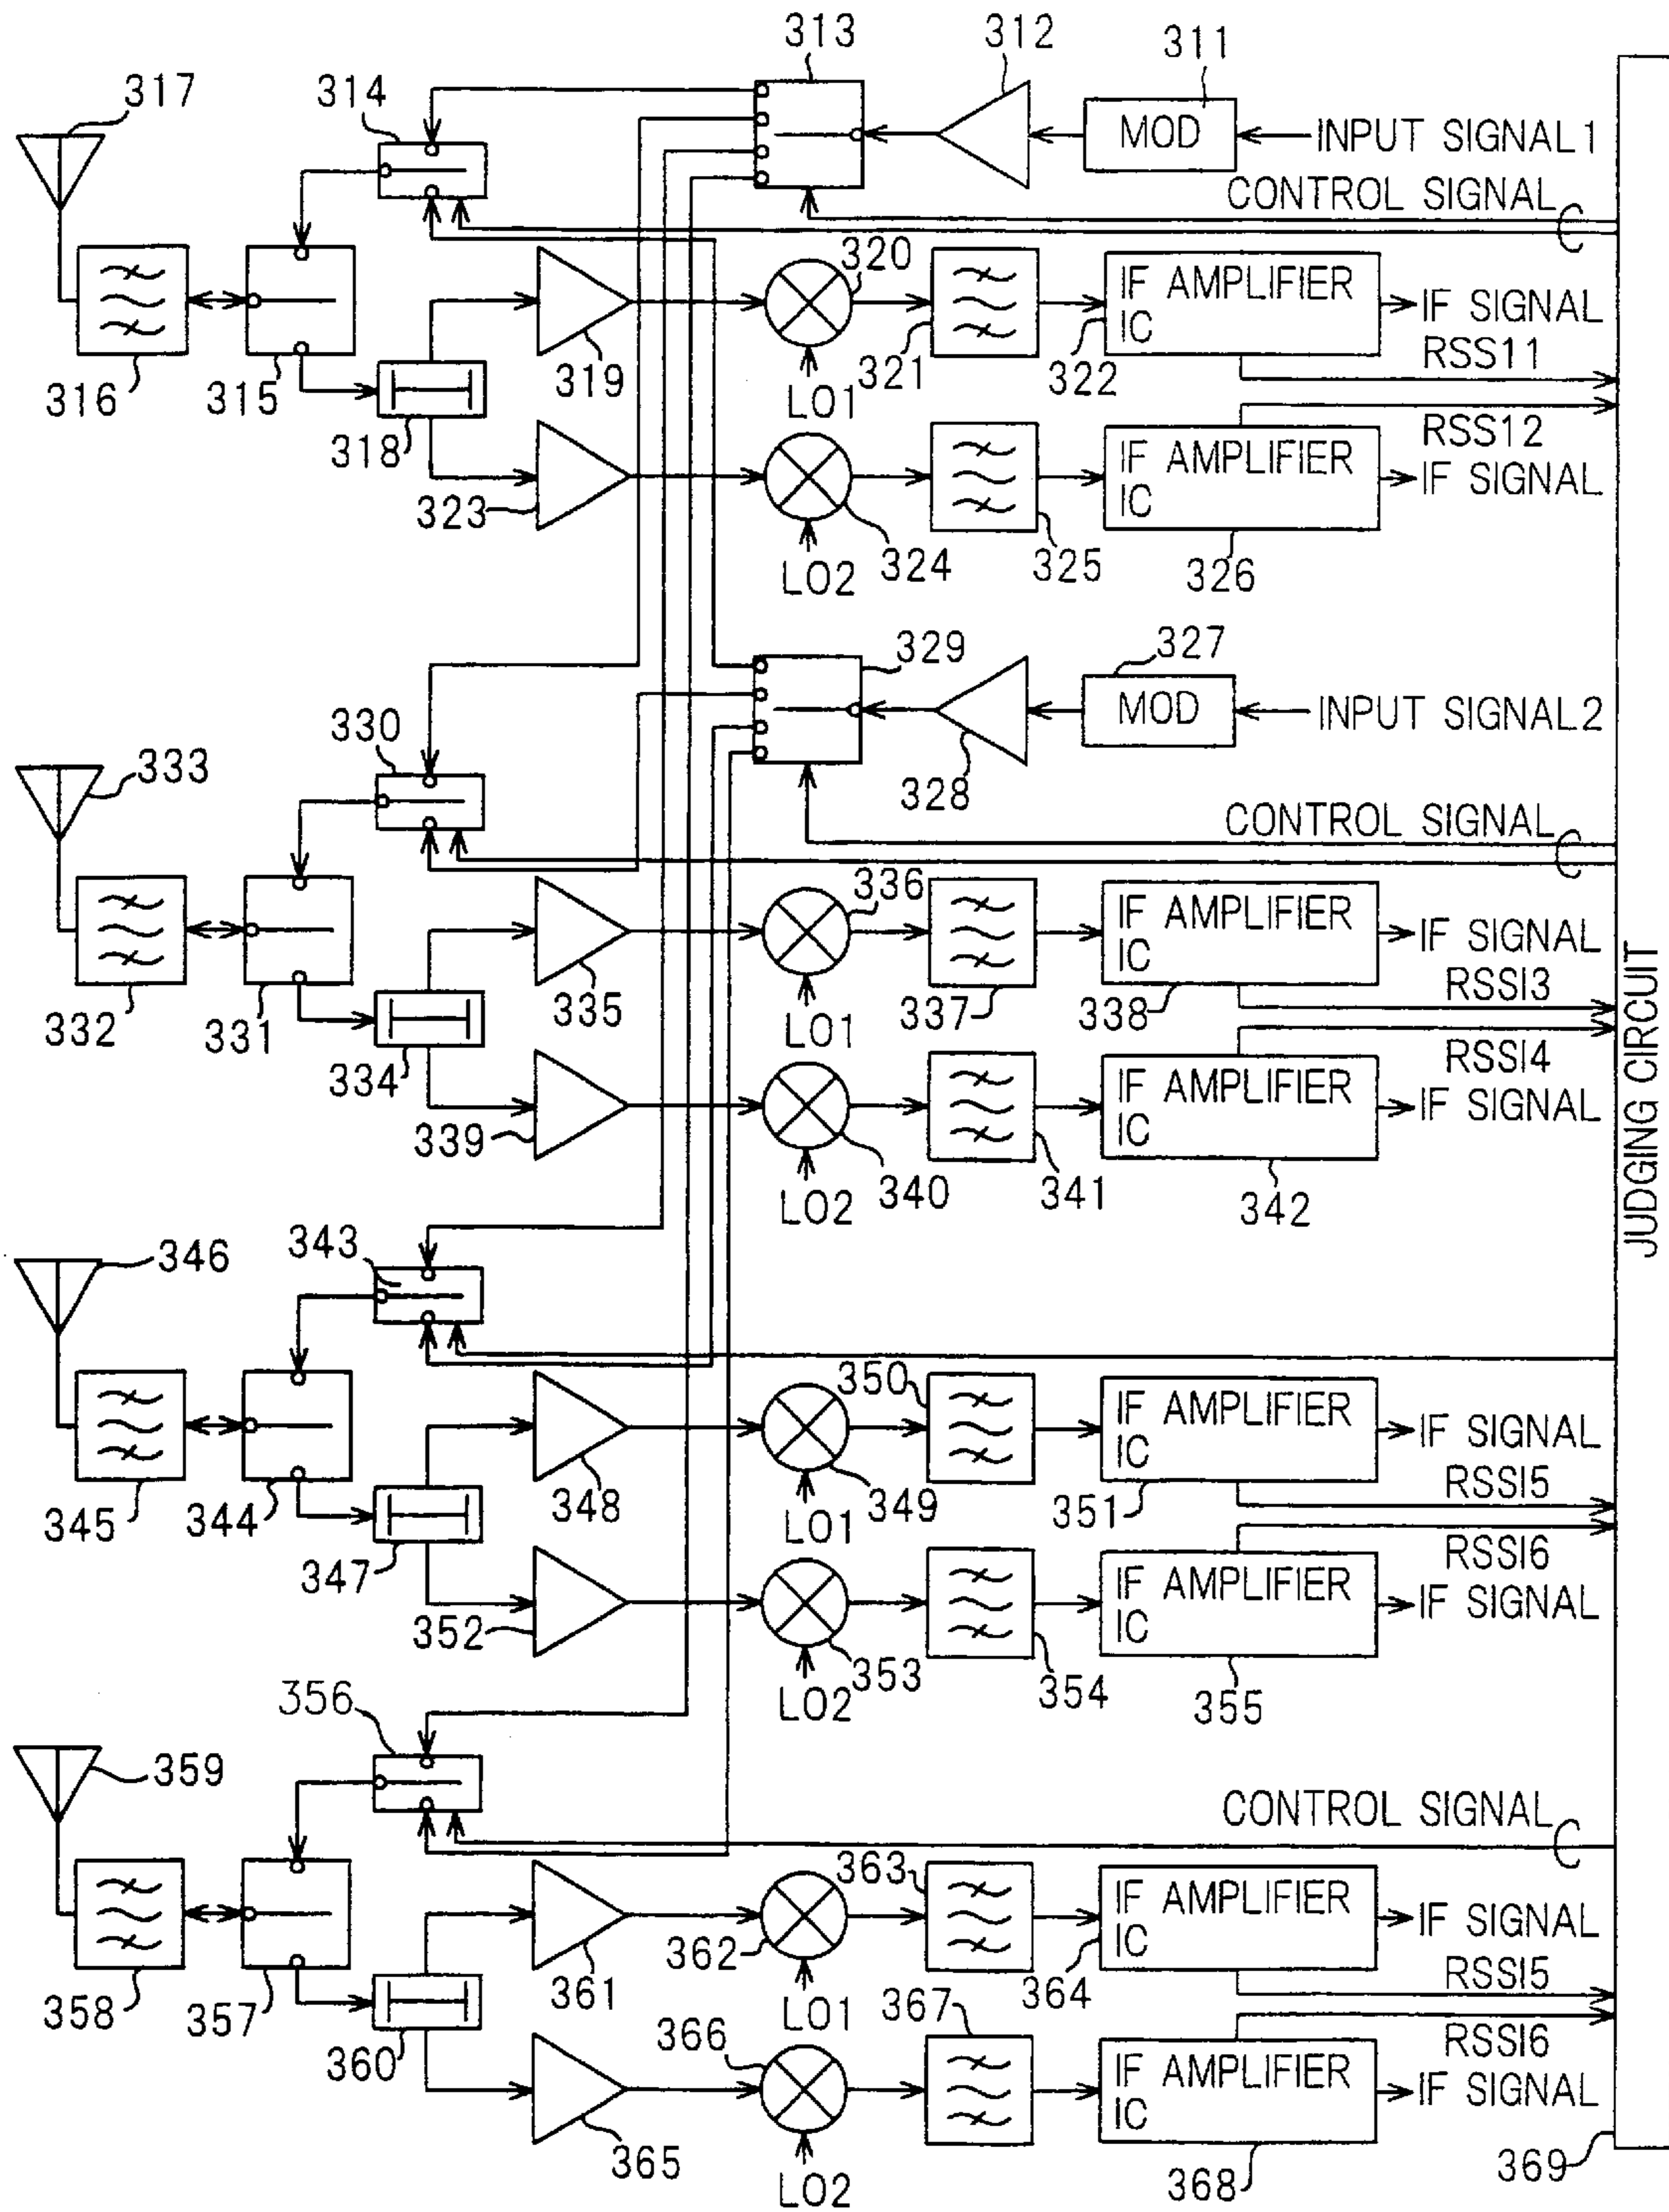 313
312
311
317
314
MOD
INPUT SIGNAL1
CONTROL SIGNAL
320
IF AMPLIFIER
IC
IF SIGNAL
RSS11
316
315
319
LO1
321
322
318
RSS12
323
IF AMPLIFIER
IC
IF SIGNAL
LO2
324
325
326
329
327
MOD
INPUT SIGNAL2
330
333
328
CONTROL SIGNAL
336
IF AMPLIFIER
IC
IF SIGNAL
RSSI3
332
331
335
LO1
337
338
334
RSSI4
339
IF AMPLIFIER
IC
IF SIGNAL
LO2
340
341
342
JUDGING CIRCUIT
343
346
350
IF AMPLIFIER
IC
IF SIGNAL
RSSI5
345
344
348
LO1
349
351
347
RSSI6
352
IF AMPLIFIER
IC
IF SIGNAL
LO2
353
354
355
356
359
CONTROL SIGNAL
363
IF AMPLIFIER
IC
IF SIGNAL
RSSI5
358
357
361
362
LO1
364
360
366
367
RSSI6
IF AMPLIFIER
IC
IF SIGNAL
365
LO2
368
369